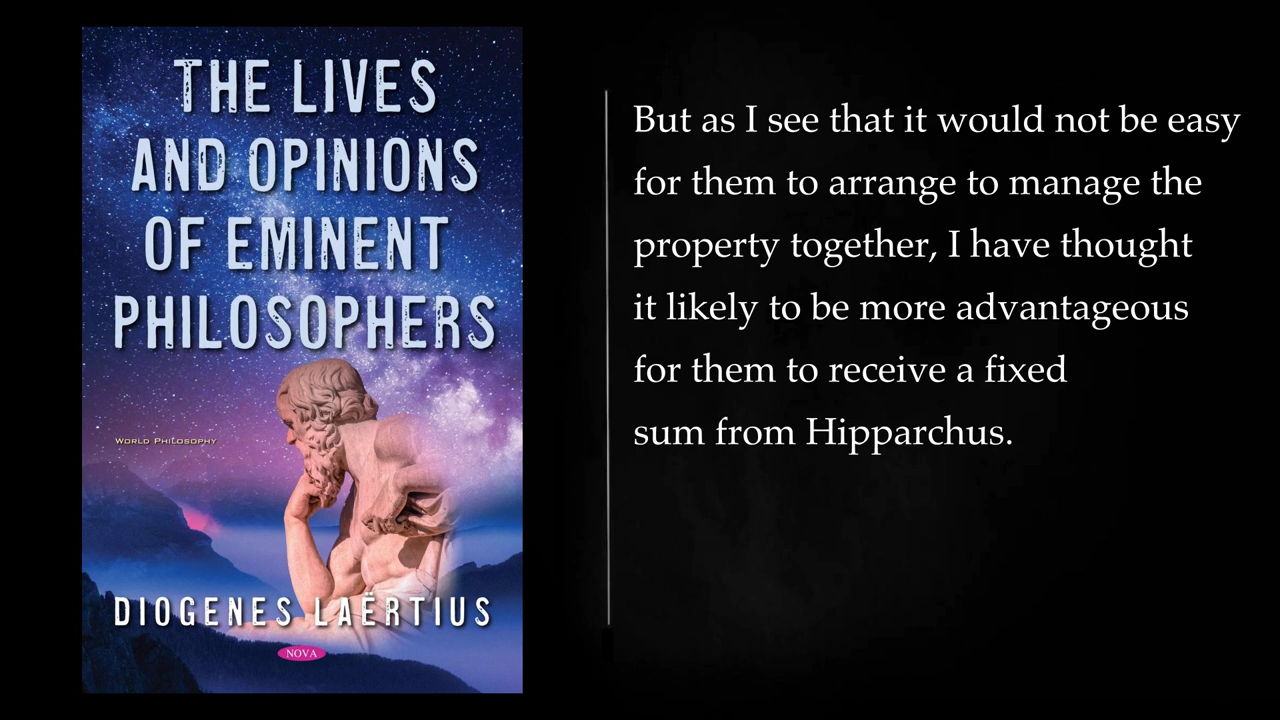 THE LIVES
AND OPINIONS
OF EMINENT
PHILOSOPHERS
WORLD PHILOSOPHY
DIOGENES LAËRTIUS
NOVA
But as I see that it would not be easy
for them to arrange to manage the
property together, I have thought
it likely to be more advantageous
for them to receive a fixed
sum from Hipparchus.